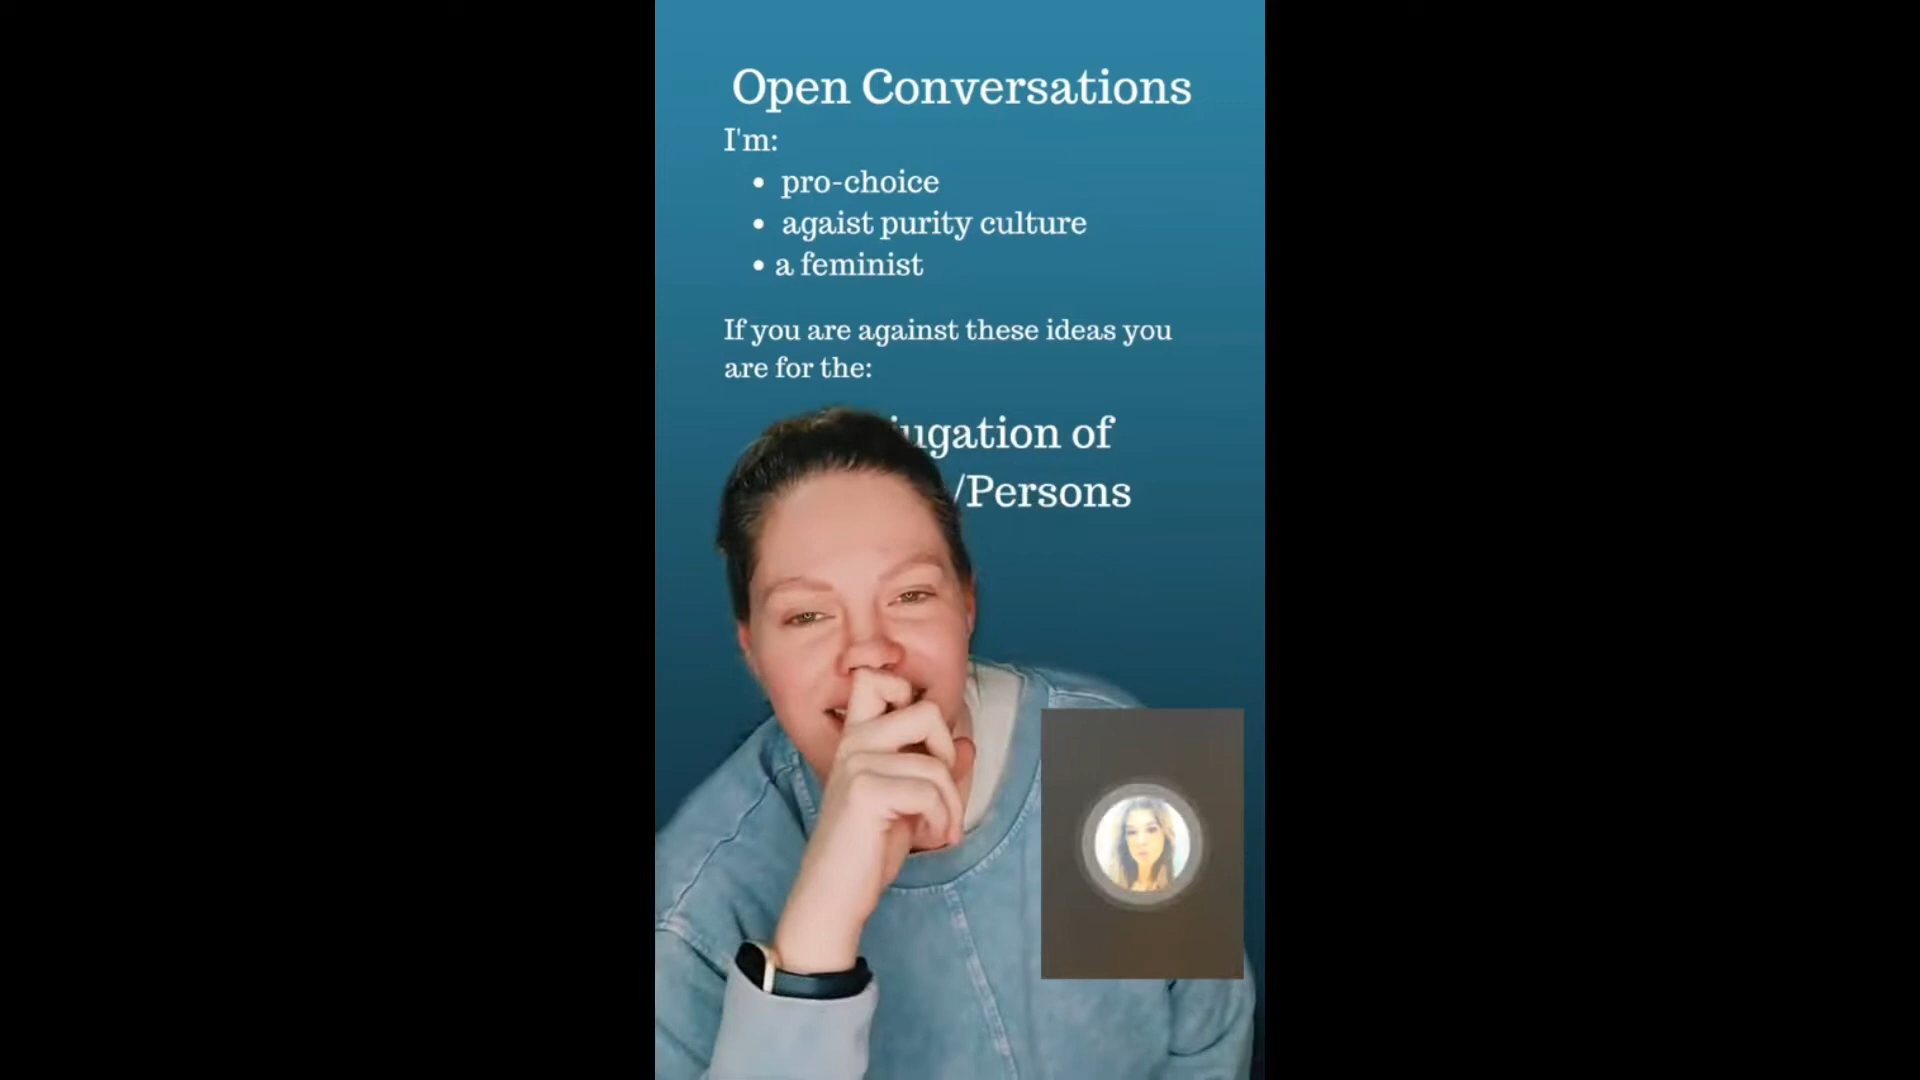 Open Conversations
I'm:
• pro-choice
• agaist purity culture
• a feminist
If you are against these ideas you
are for the:
of
/Persons